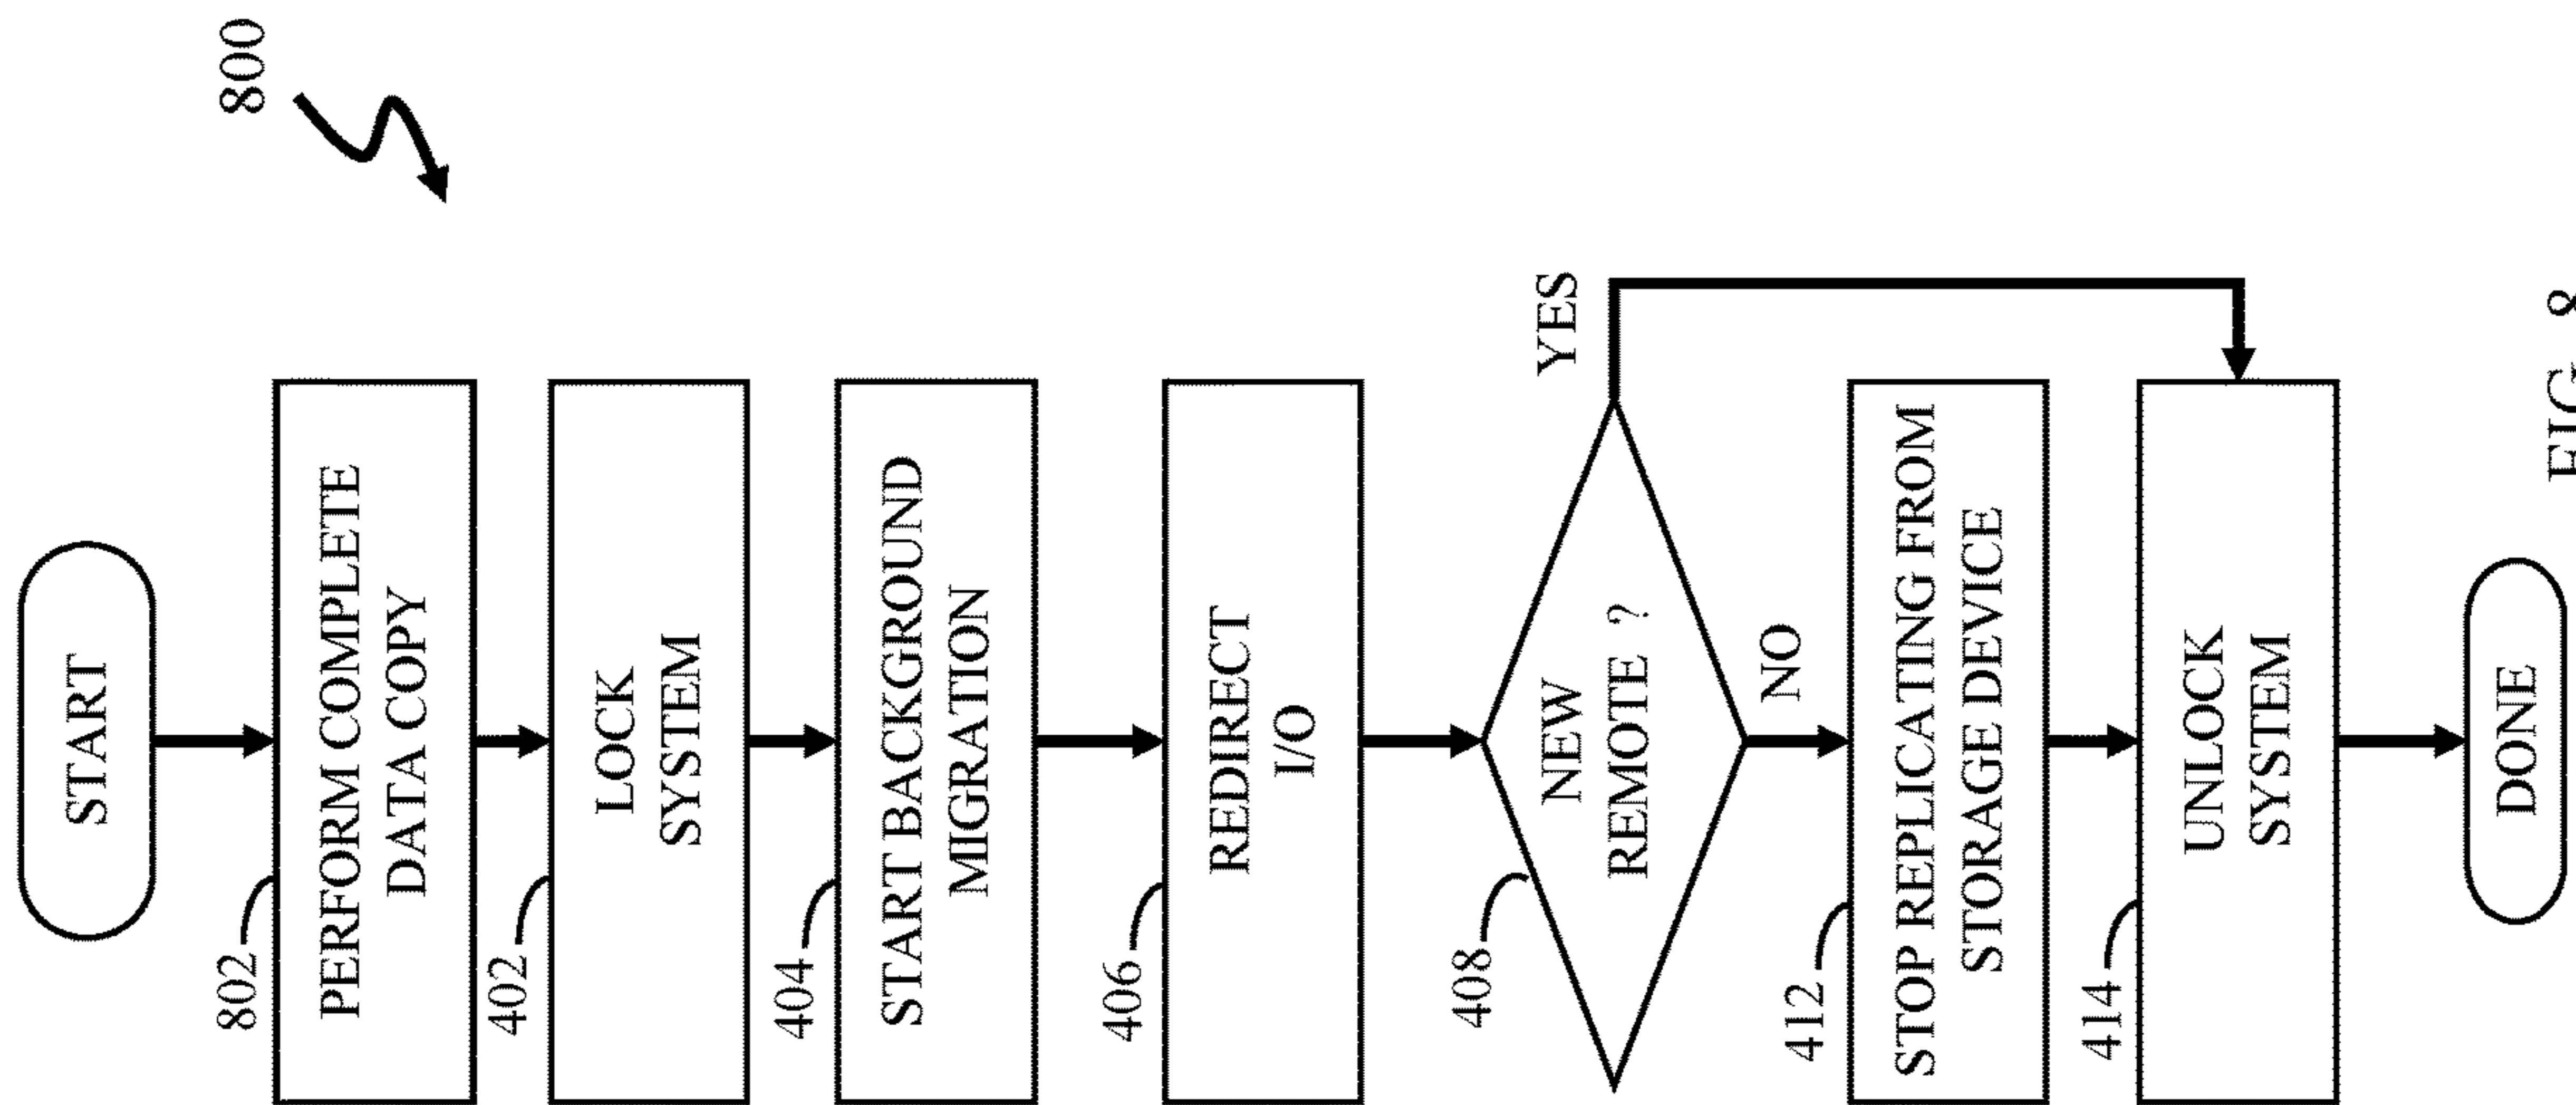 800
START
802
PERFORM COMPLETE
DATA COPY
402
LOCK
SYSTEM
404
START BACKGROUND
MIGRATION
406
REDIRECT
I/O
408
NEW
REMOTE ?
YES
NO
412
STOP REPLICATING FROM
STORAGE DEVICE
414
UNLOCK
SYSTEM
DONE
FIG. 8